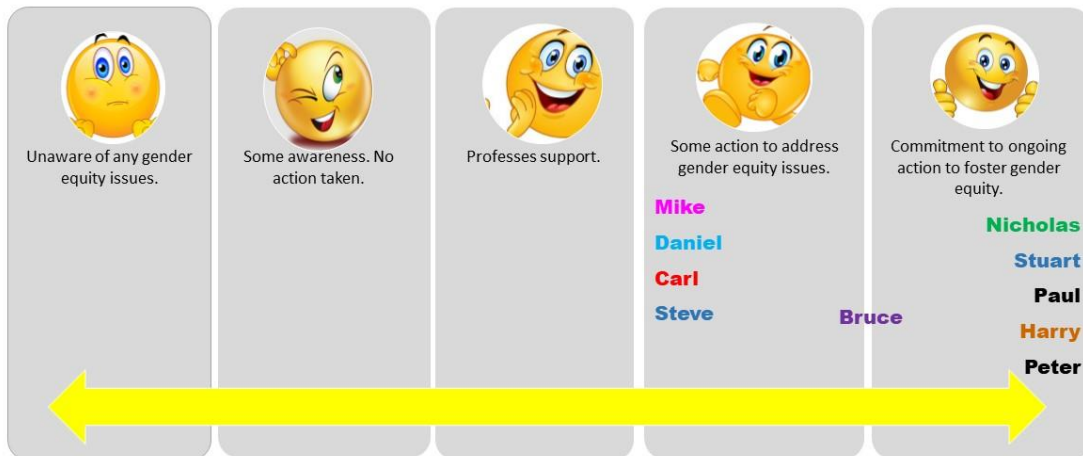 Unaware of any gender
equity issues.
Some awareness. No
action taken.
Professes support.
Some action to address
gender equity issues.
Commitment to ongoing
action to foster gender
equity.
Mike
Daniel
Carl
Steve
Bruce
Nicholas
Stuart
Paul
Harry
Peter